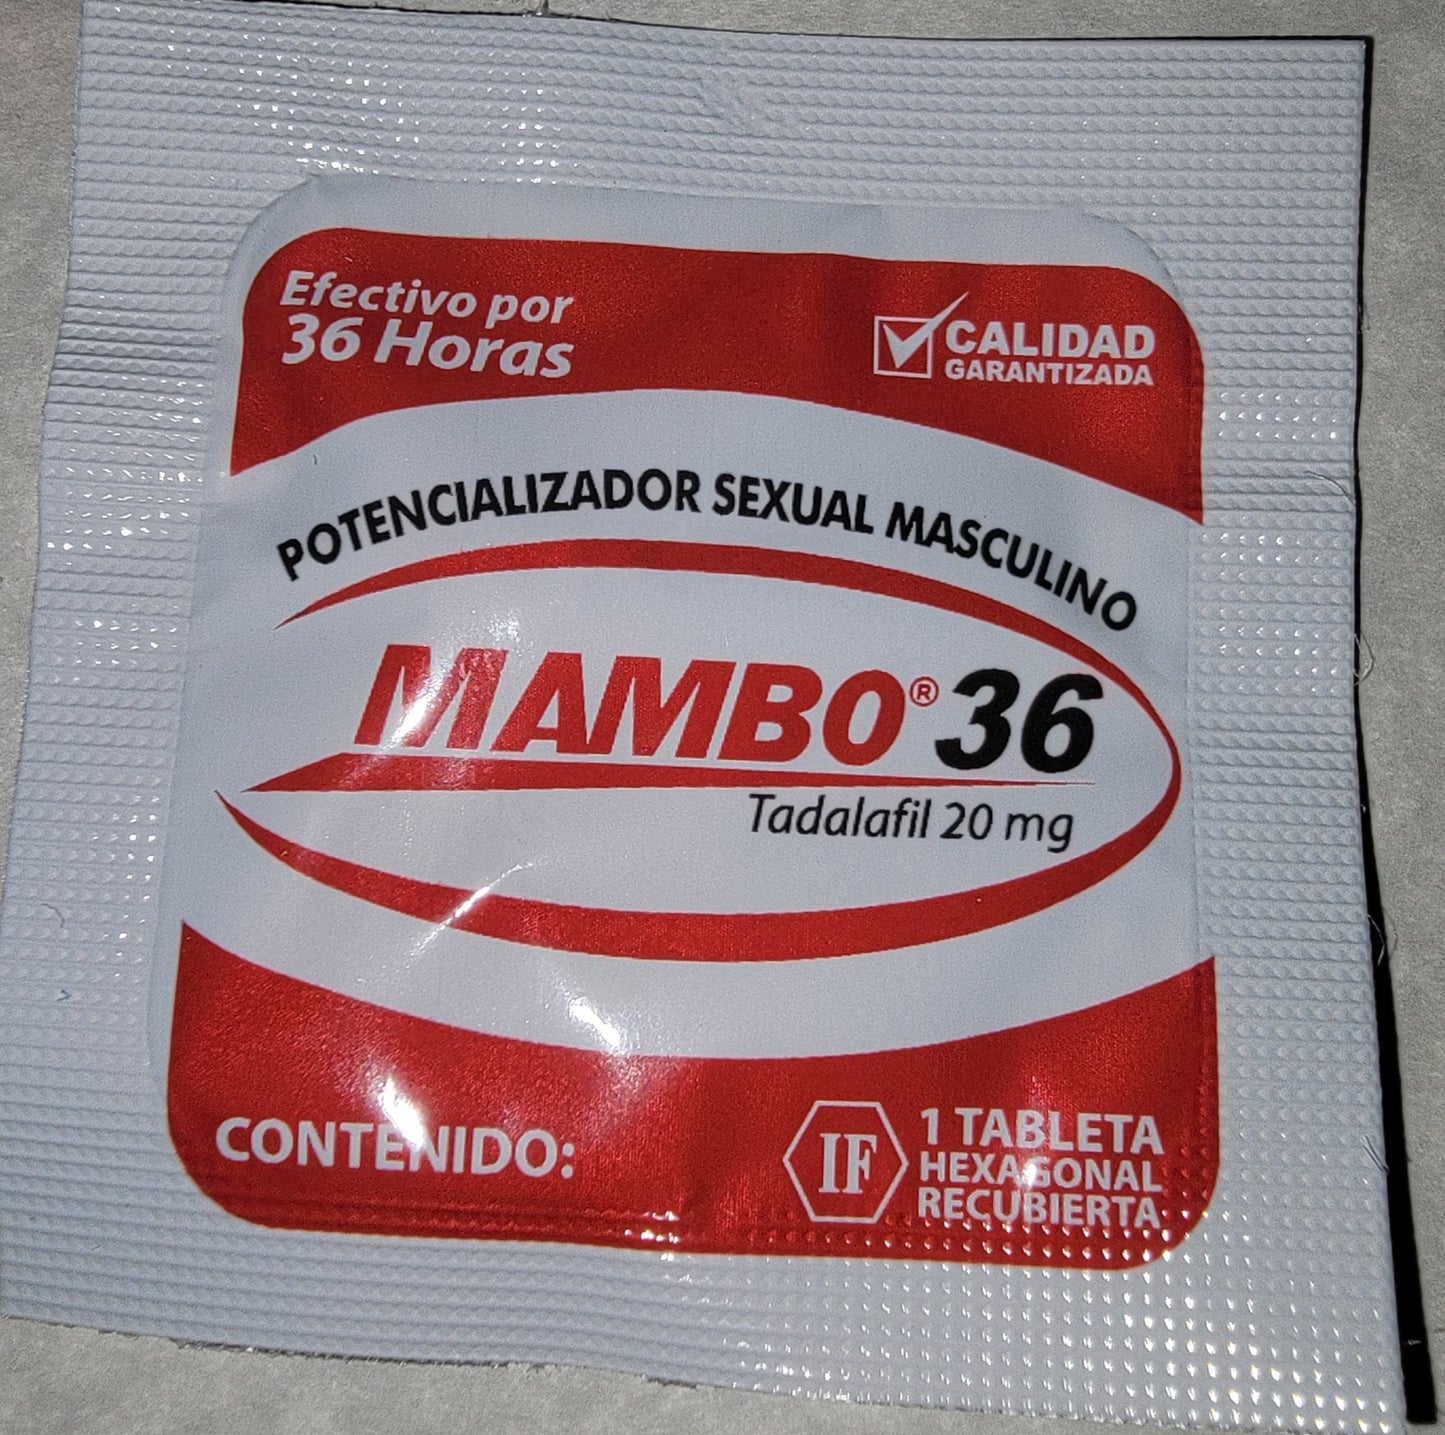 Efectivo por
36 Horas
CALIDAD
GARANTIZADA
POTENCIALIZADOR SEXUAL MASCULINO
MAMBO® 36
Tadalafil 20 mg
CONTENIDO:
IF
1 TABLETA
HEXAGONAL
RECUBIERTA